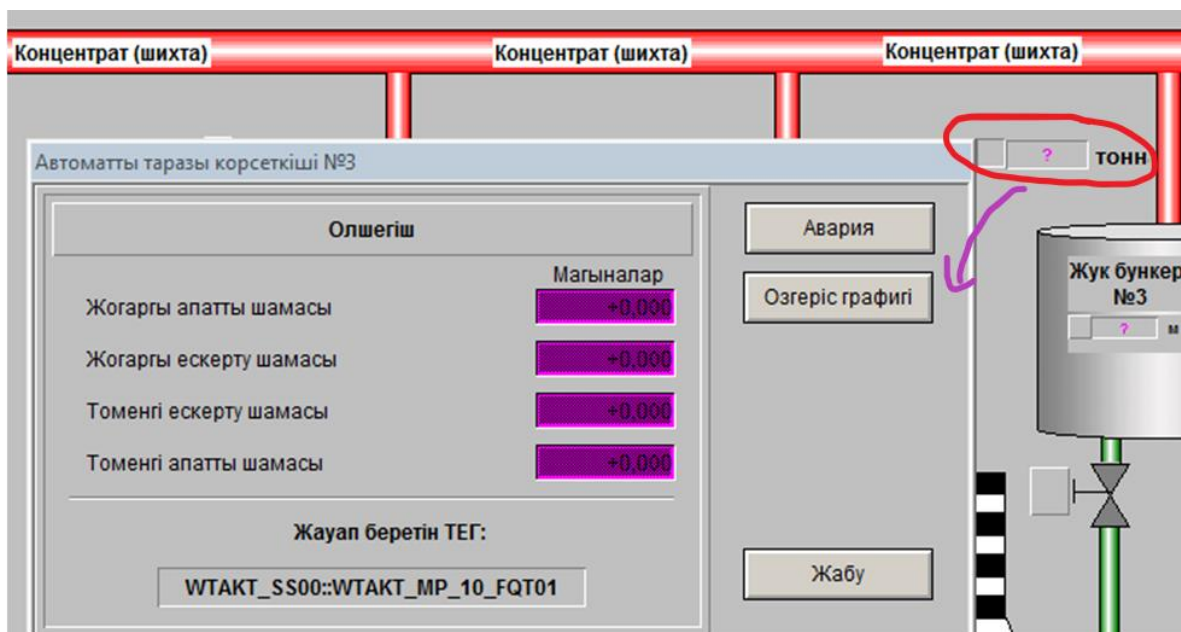 Концентрат (шихта)
Концентрат (шихта)
Концентрат (шихта)
Автоматты таразы корсеткіші №3
? тонн
Олшегіш
Авария
Магыналар
Жогаргы апатты шамасы +0,000
Озгеріс графигі
Жук бункер
№3
? м
Жогаргы ескерту шамасы +0,000
Томенгі ескерту шамасы +0,000
Томенгі апатты шамасы +0,000
Жауап беретін ТЕГ:
WTAKT_SS00::WTAKT_MP_10_FQT01
Жабу